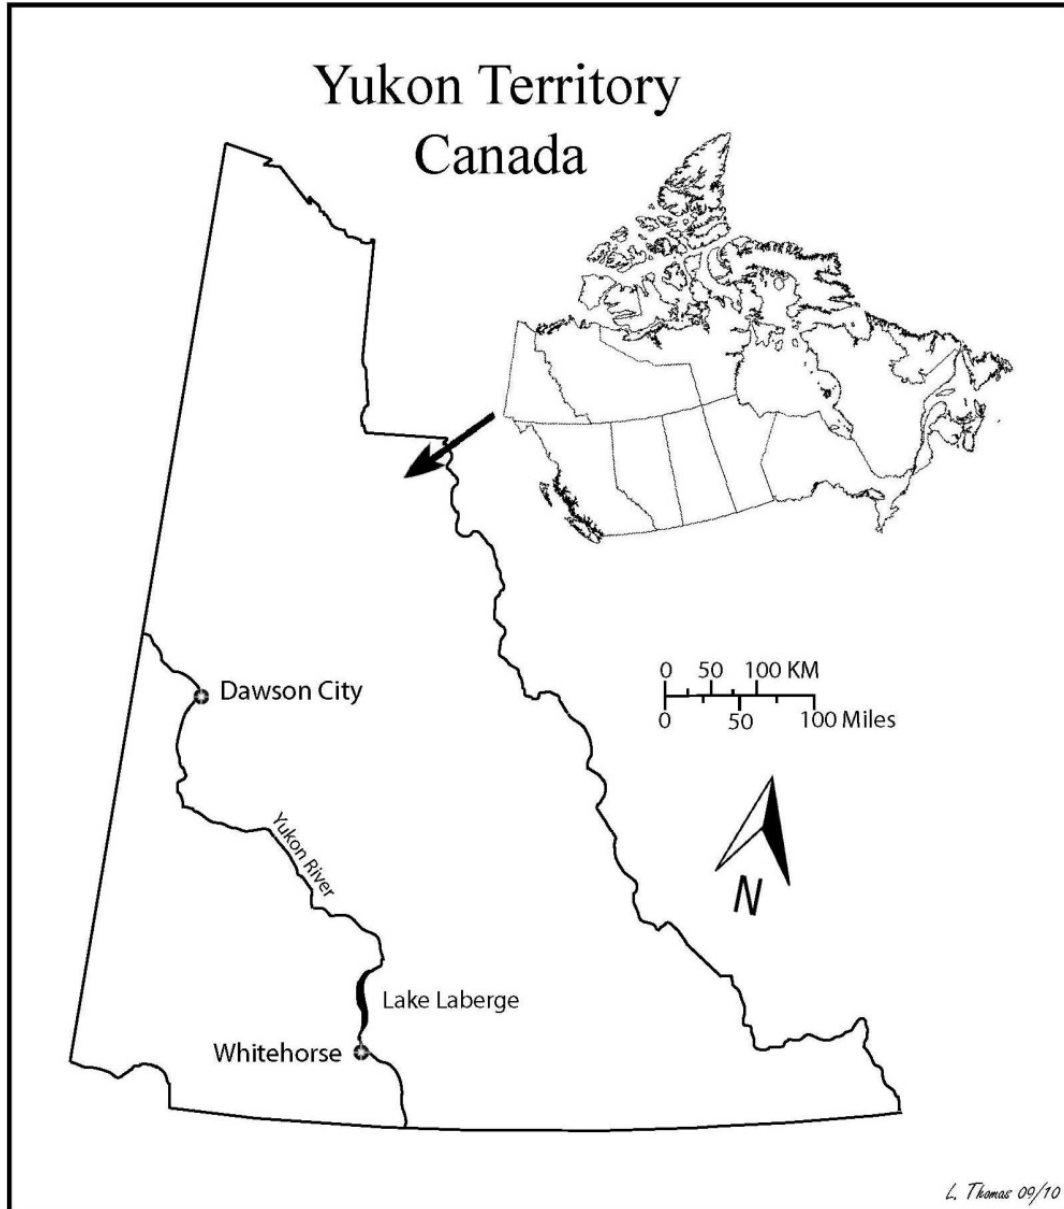 Yukon Territory
Canada
Dawson City
0 50 100 KM
0 50 100 Miles
Yukon River
N
Lake Laberge
Whitehorse
L. Thomas 09/10